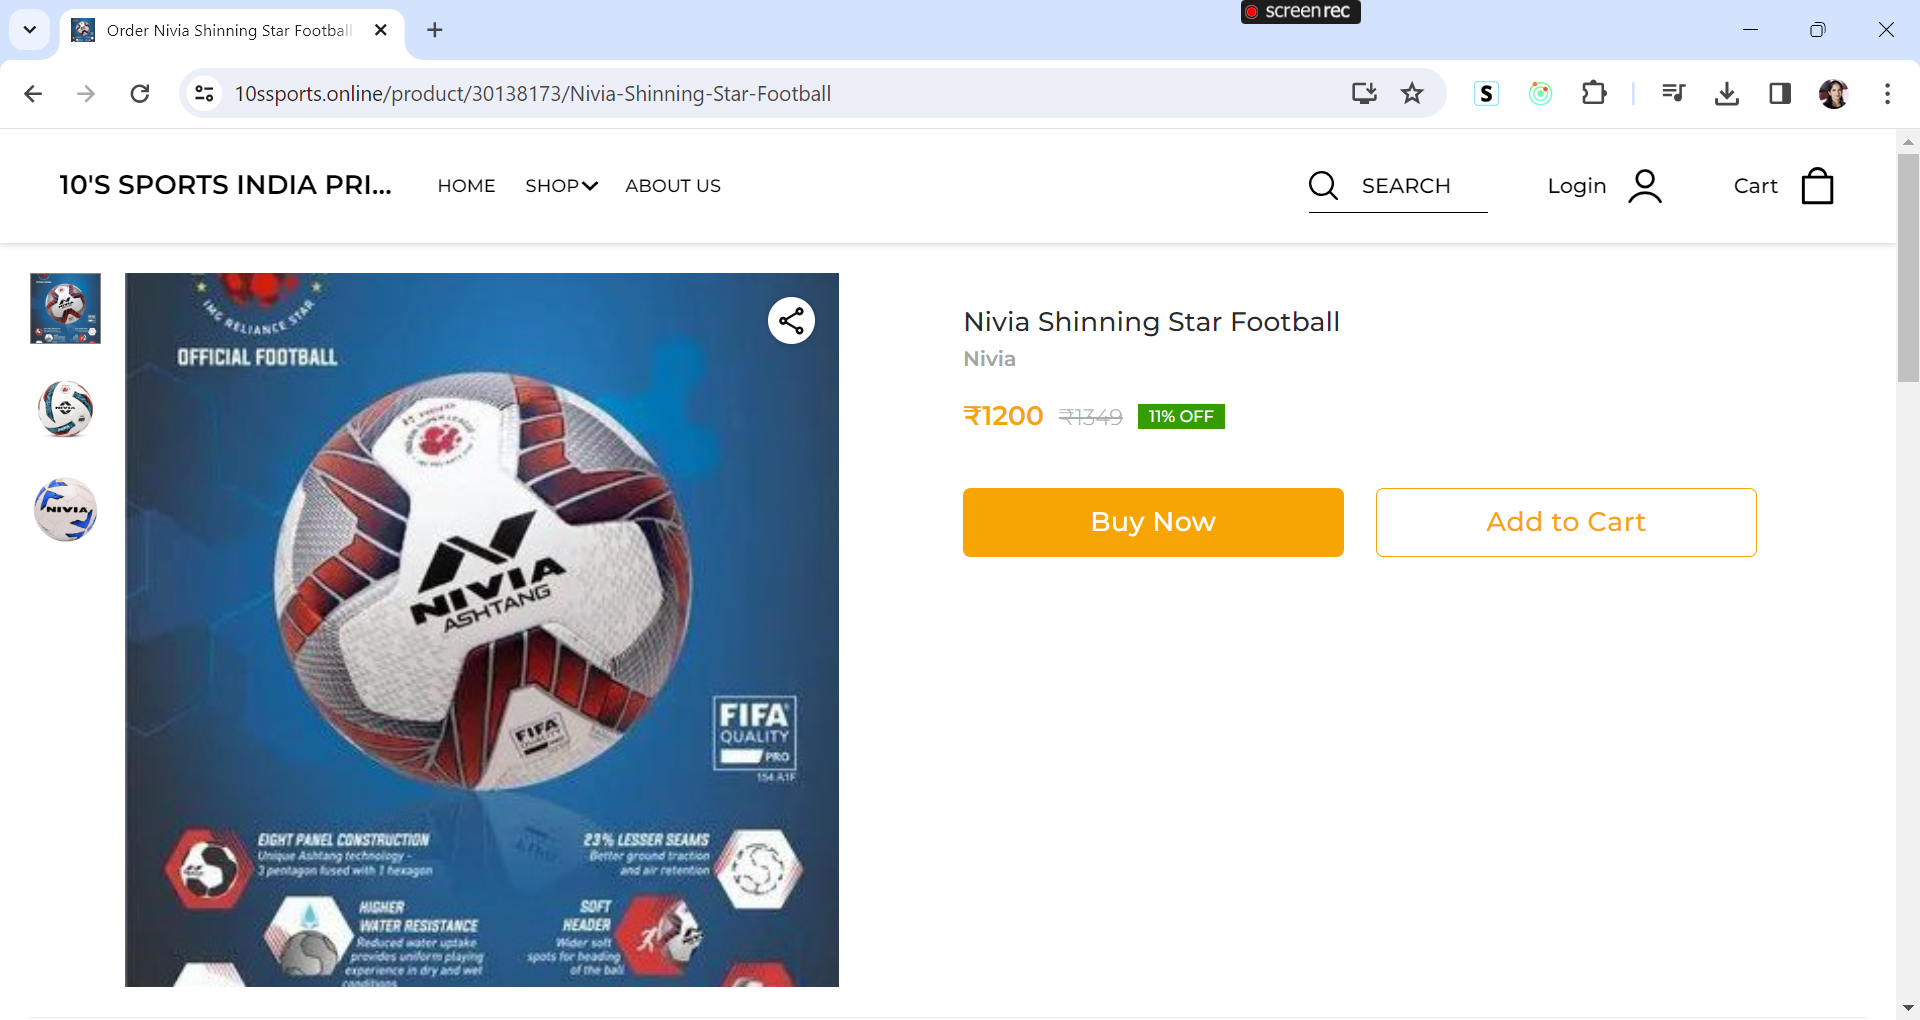 screenrec
Order Nivia Shinning Star Football
10ssports.online/product/30138173/Nivia-Shinning-Star-Football
S
10'S SPORTS INDIA PRI...
HOME
SHOP
ABOUT US
SEARCH
Login
Cart
IMG RELIANCE STAR
OFFICIAL FOOTBALL
NIVIA
ASHTANG
FIFA
QUALITY
FIFA
QUALITY
PRO
EIGHT PANEL CONSTRUCTION
Unique Ashtang technology -
3 pentagon fused with 1 hexagon
23% LESSER SEAMS
Better ground traction
and air retention
HIGHER
WATER RESISTANCE
Reduced water uptake
provides uniform playing
experience in dry and wet
conditions
SOFT
HEADER
Wider soft
spots for heading
of the ball
NIVIA
NIVIA
Nivia Shinning Star Football
Nivia
₹1200 ₹1349 11% OFF
Buy Now
Add to Cart